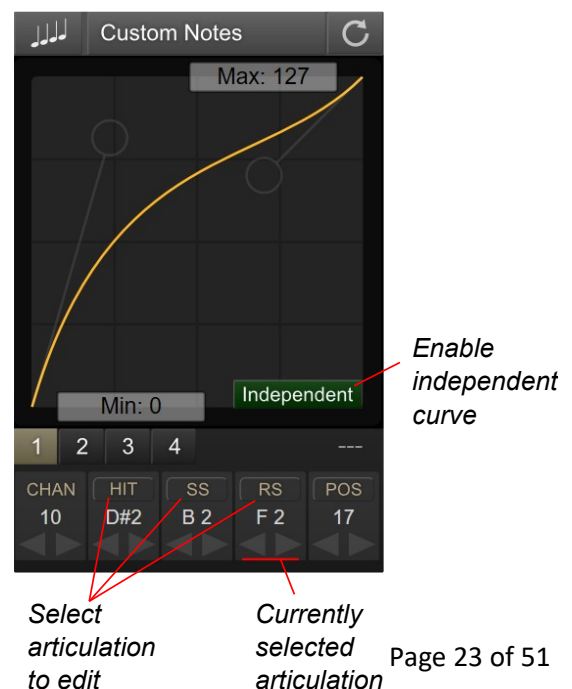 Custom Notes
Max: 127
Enable
independent
curve
Independent
Min: 0
1 2 3 4 ---
CHAN HIT SS RS POS
10 D#2 B 2 F 2 17
Select
articulation
to edit
Currently
selected
articulation
Page 23 of 51